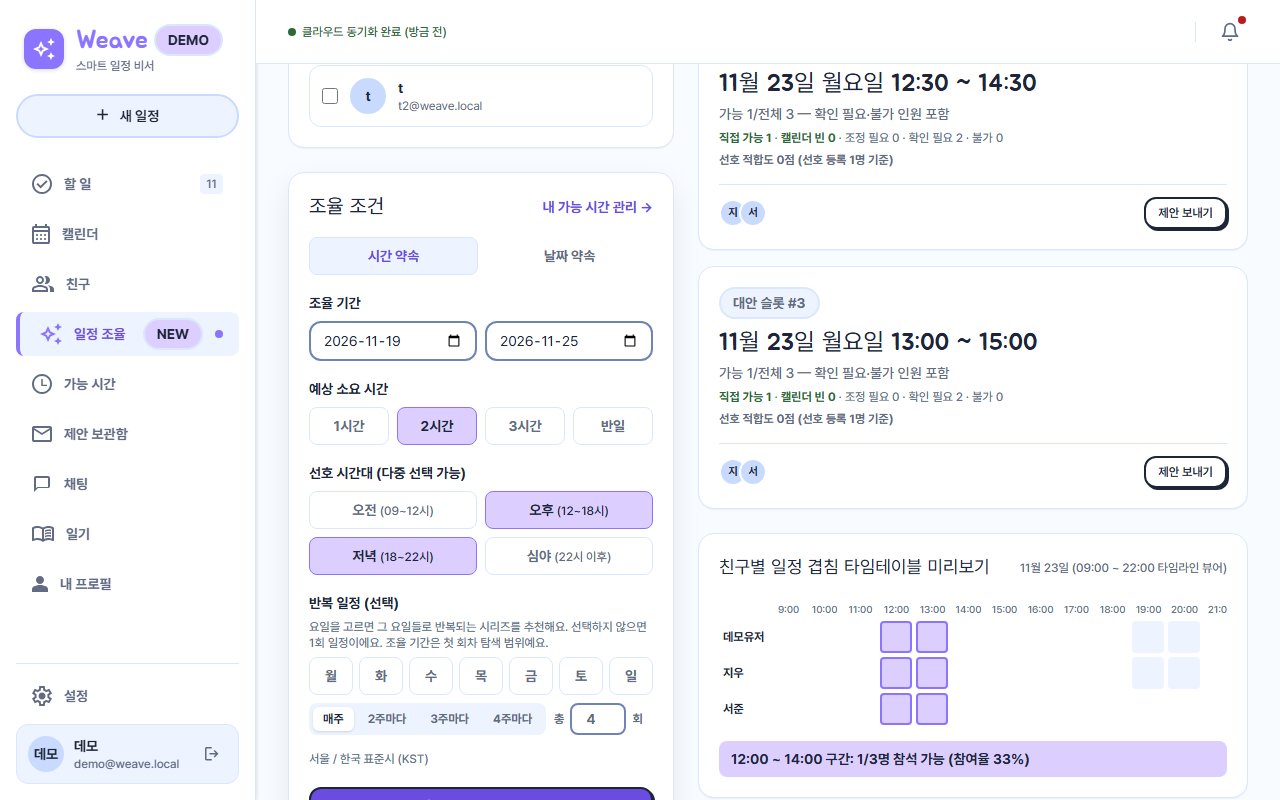 Weave DEMO
스마트 일정 비서
+ 새 일정
할 일 11
캘린더
친구
일정 조율 NEW
가능 시간
제안 보관함
채팅
일기
내 프로필
설정
데모 데모
demo@weave.local
클라우드 동기화 완료 (방금 전)
t t
t2@weave.local
조율 조건 내 가능 시간 관리 →
시간 약속 날짜 약속
조율 기간
2026-11-19 2026-11-25
예상 소요 시간
1시간 2시간 3시간 반일
선호 시간대 (다중 선택 가능)
오전 (09~12시) 오후 (12~18시)
저녁 (18~22시) 심야 (22시 이후)
반복 일정 (선택)
요일을 고르면 그 요일들로 반복되는 시리즈를 추천해요. 선택하지 않으면
1회 일정이에요. 조율 기간은 첫 회차 탐색 범위예요.
월 화 수 목 금 토 일
매주 2주마다 3주마다 4주마다 총 4 회
서울 / 한국 표준시 (KST)
11월 23일 월요일 12:30 ~ 14:30
가능 1/전체 3 — 확인 필요·불가 인원 포함
직접 가능 1 · 캘린더 빈 0 · 조정 필요 0 · 확인 필요 2 · 불가 0
선호 적합도 0점 (선호 등록 1명 기준)
지 서 제안 보내기
대안 슬롯 #3
11월 23일 월요일 13:00 ~ 15:00
가능 1/전체 3 — 확인 필요·불가 인원 포함
직접 가능 1 · 캘린더 빈 0 · 조정 필요 0 · 확인 필요 2 · 불가 0
선호 적합도 0점 (선호 등록 1명 기준)
지 서 제안 보내기
친구별 일정 겹침 타임테이블 미리보기 11월 23일 (09:00 ~ 22:00 타임라인 뷰어)
9:00 10:00 11:00 12:00 13:00 14:00 15:00 16:00 17:00 18:00 19:00 20:00 21:0
데모유저
지우
서준
12:00 ~ 14:00 구간: 1/3명 참석 가능 (참여율 33%)